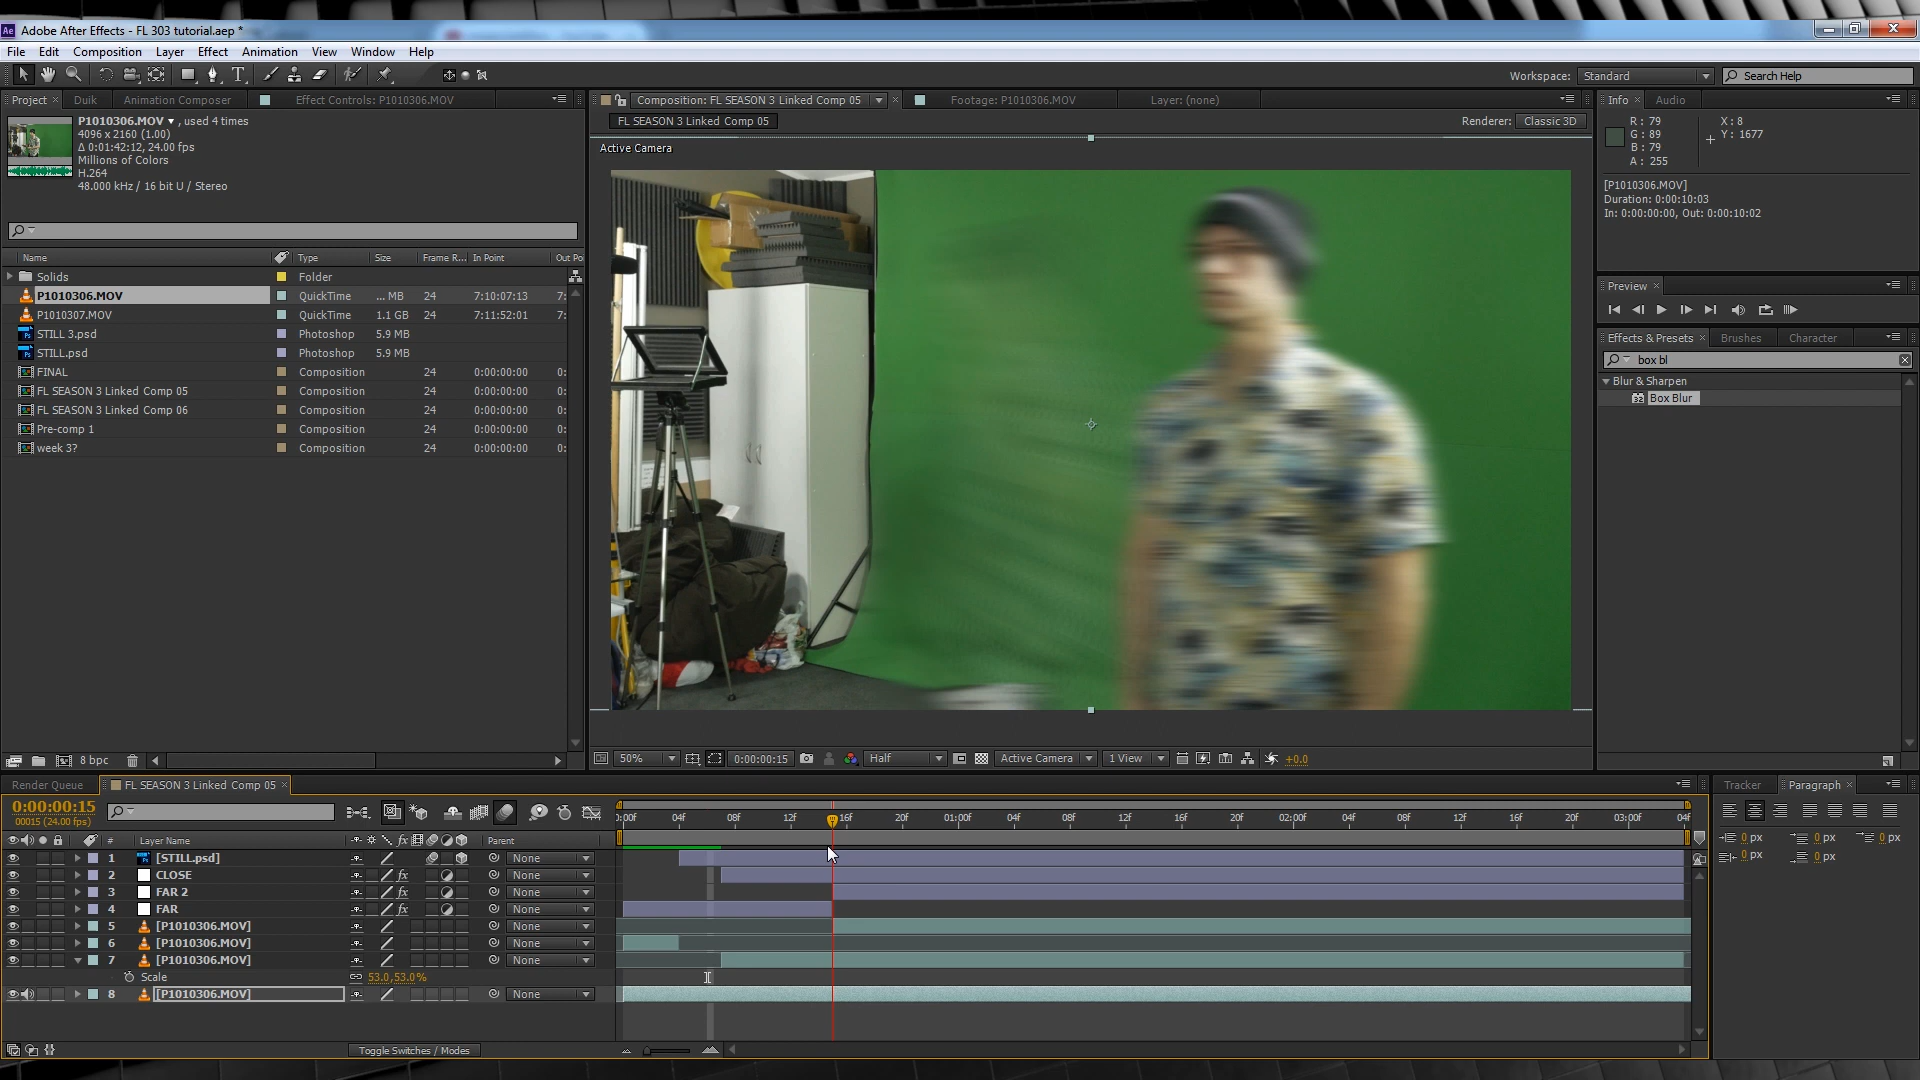 Adobe After Effects - FL 303 tutorial.aep *
File Edit Composition Layer Effect Animation View Window Help
Workspace: Standard Search Help
Project Duik Animation Composer Effect Controls: P1010306.MOV
P1010306.MOV , used 4 times
4096 x 2160 (1.00)
Δ 0:01:42:12, 24.00 fps
Millions of Colors
H.264
48.000 kHz / 16 bit U / Stereo
Name Type Size Frame R... In Point Out Po
Solids Folder
P1010306.MOV QuickTime ... MB 24 7:10:07:13 7:
P1010307.MOV QuickTime 1.1 GB 24 7:11:52:01 7:
STILL 3.psd Photoshop 5.9 MB
STILL.psd Photoshop 5.9 MB
FINAL Composition 24 0:00:00:00 0:
FL SEASON 3 Linked Comp 05 Composition 24 0:00:00:00 0:
FL SEASON 3 Linked Comp 06 Composition 24 0:00:00:00 0:
Pre-comp 1 Composition 24 0:00:00:00 0:
week 3? Composition 24 0:00:00:00 0:
8 bpc
Composition: FL SEASON 3 Linked Comp 05 Footage: P1010306.MOV Layer: (none)
FL SEASON 3 Linked Comp 05 Renderer: Classic 3D
Active Camera
50% 0:00:00:15 Half Active Camera 1 View +0.0
Info Audio
R: 79 X: 8
G: 89 Y: 1677
B: 79
A: 255
[P1010306.MOV]
Duration: 0:00:10:03
In: 0:00:00:00, Out: 0:00:10:02
Preview
Effects & Presets Brushes Character
box bl
Blur & Sharpen
32 Box Blur
Render Queue FL SEASON 3 Linked Comp 05
0:00:00:15
00015 (24.00 fps)
:00f 04f 08f 12f 16f 20f 01:00f 04f 08f 12f 16f 20f 02:00f 04f 08f 12f 16f 20f 03:00f 04f
# Layer Name fx Parent
1 [STILL.psd] None
2 CLOSE fx None
3 FAR 2 fx None
4 FAR fx None
5 [P1010306.MOV] None
6 [P1010306.MOV] None
7 [P1010306.MOV] None
Scale 53.0,53.0%
8 [P1010306.MOV] None
Toggle Switches / Modes
Tracker Paragraph
0 px 0 px 0 px
0 px 0 px